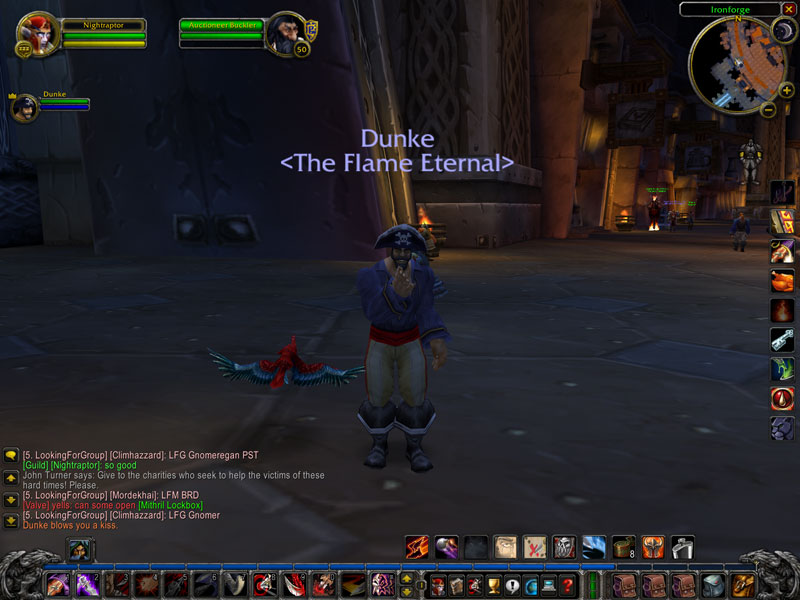 Nightraptor
Auctioneer Buckler
50
Ironforge
N
zzz
Dunke
Dunke
<The Flame Eternal>
[5. LookingForGroup] [Climhazzard]: LFG Gnomeregan PST
[Guild] [Nightraptor]: so good
John Turner says: Give to the charities who seek to help the victims of these
hard times! Please.
[5. LookingForGroup] [Mordekhai]: LFM BRD
[Valve] yells: can some open [Mithril Lockbox]
[5. LookingForGroup] [Climhazzard]: LFG Gnomer
Dunke blows you a kiss.
8